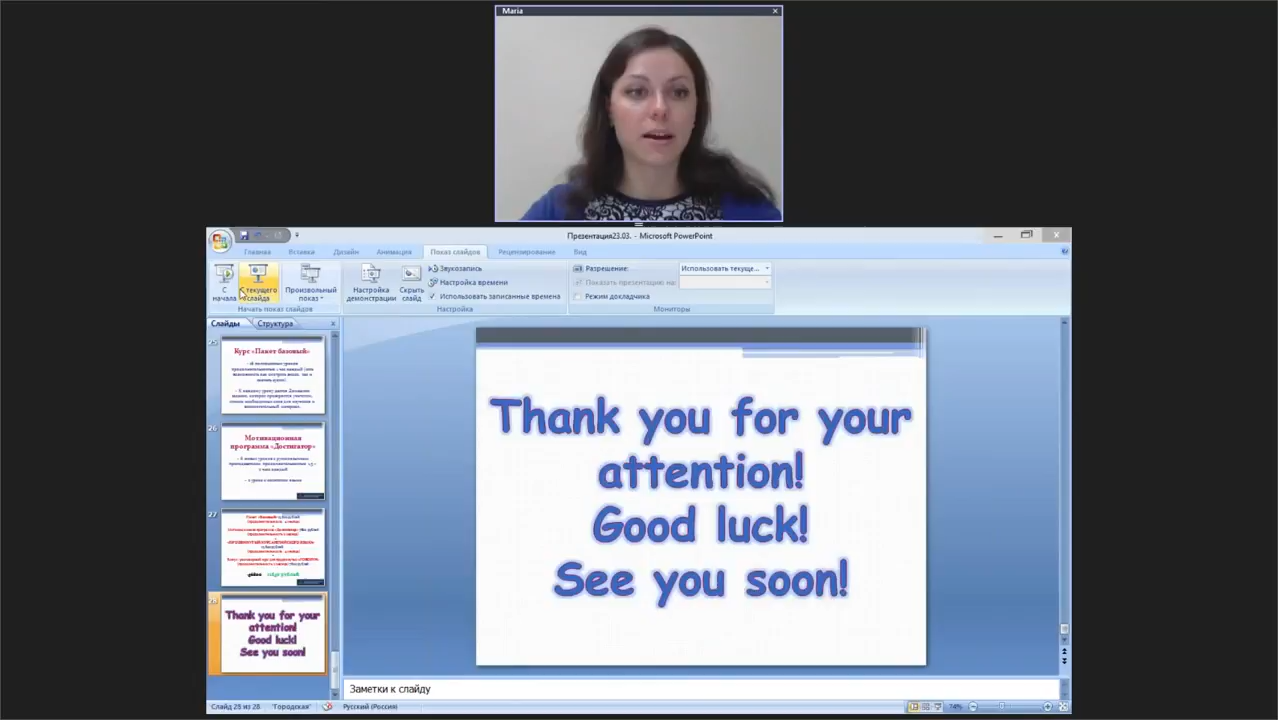 Maria
Презентация23.03. - Microsoft PowerPoint
Главная Вставка Дизайн Анимация Показ слайдов Рецензирование Вид
С начала
С текущего слайда
Произвольный показ
Начать показ слайдов
Настройка демонстрации
Скрыть слайд
Звукозапись
Настройка времени
Использовать записанные времена
Настройка
Разрешение: Использовать текуще...
Показать презентацию на:
Режим докладчика
Мониторы
Слайды Структура
25
Курс «Пакет базовый»
26
Мотивационная
программа «Достигатор»
27
28
Thank you for your
attention!
Good luck!
See you soon!
Thank you for your
attention!
Good luck!
See you soon!
Заметки к слайду
Слайд 28 из 28 "Городская" Русский (Россия) 74%